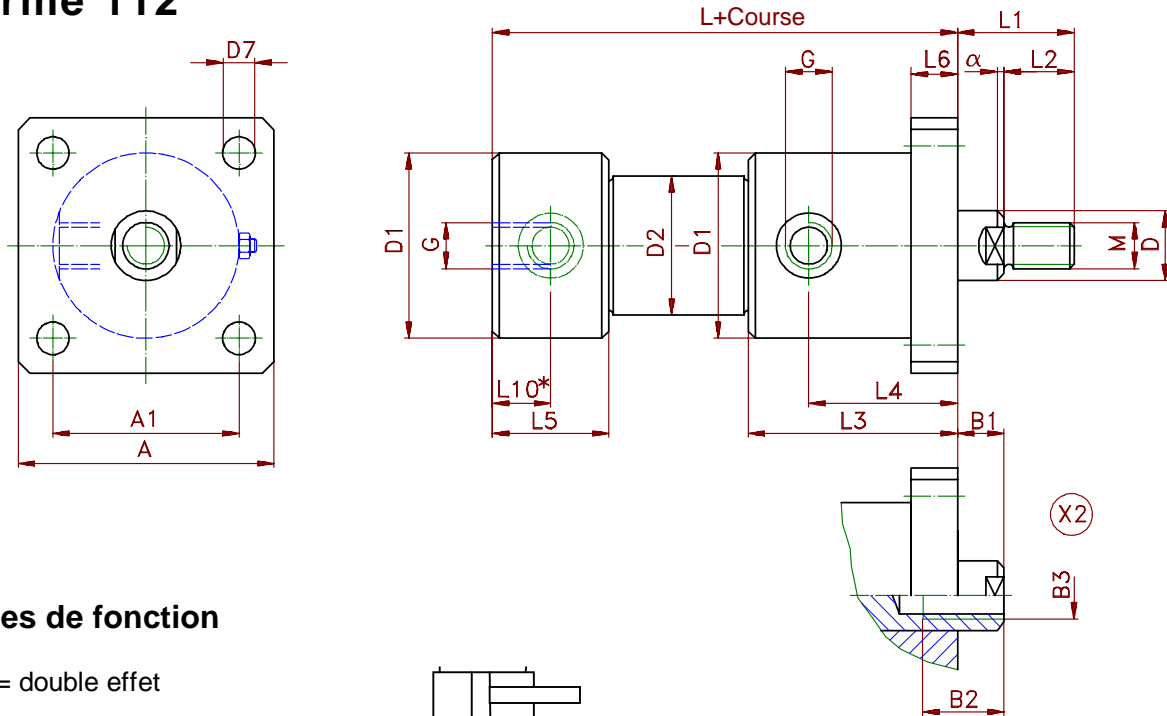 112
L+Course
L1
D7
G
L6
α
L2
D1
G
D2
D1
M
D
L10*
L4
A1
L5
L3
B1
A
X2
B3
es de fonction
= double effet
B2